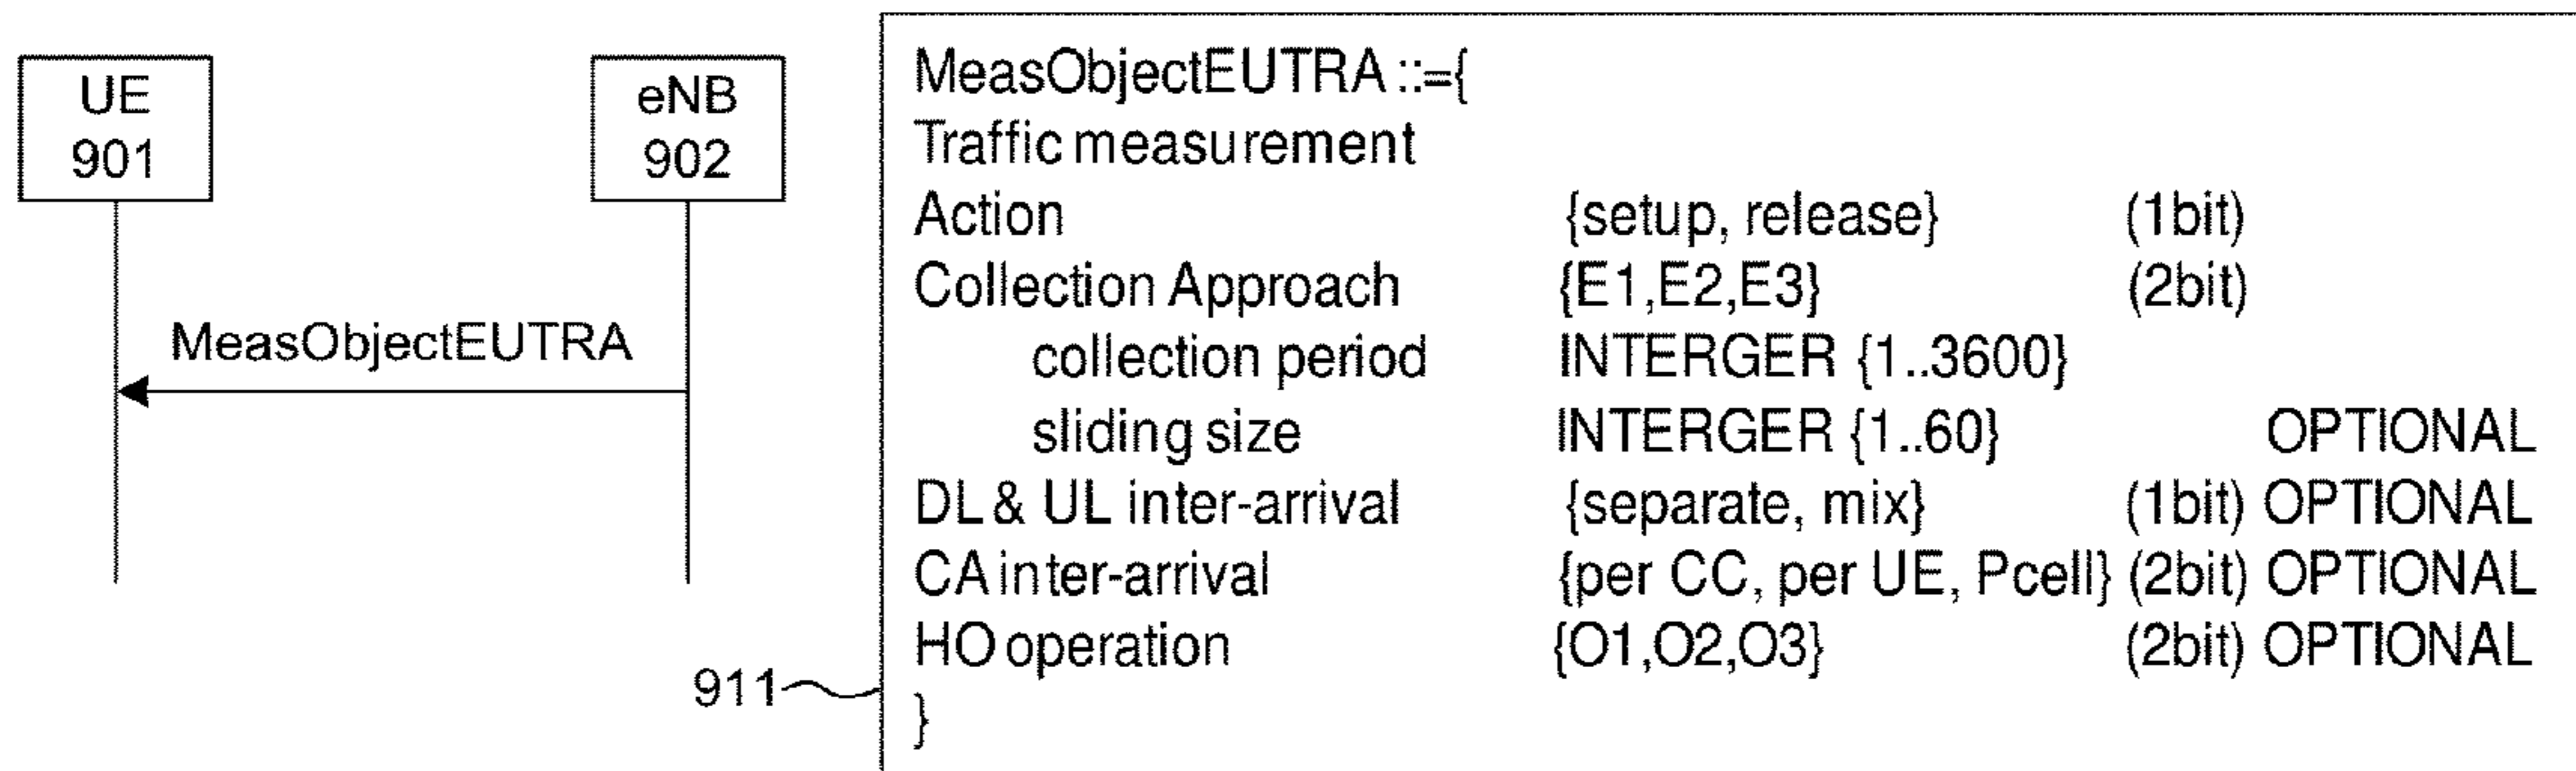 UE
901
eNB
902
MeasObjectEUTRA
MeasObjectEUTRA ::={
Traffic measurement
Action {setup, release} (1bit)
Collection Approach {E1,E2,E3} (2bit)
collection period INTERGER {1..3600}
sliding size INTERGER {1..60} OPTIONAL
DL & UL inter-arrival {separate, mix} (1bit) OPTIONAL
CA inter-arrival {per CC, per UE, Pcell} (2bit) OPTIONAL
HO operation {O1,O2,O3} (2bit) OPTIONAL
}
911